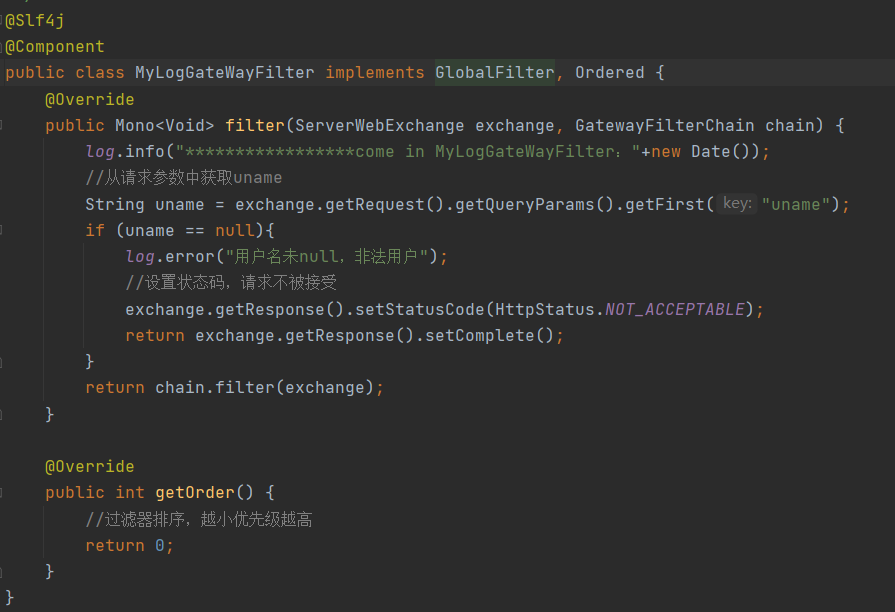 @Slf4j
@Component
public class MyLogGateWayFilter implements GlobalFilter, Ordered {
    @Override
    public Mono<Void> filter(ServerWebExchange exchange, GatewayFilterChain chain) {
        log.info("*****************come in MyLogGateWayFilter："+new Date());
        //从请求参数中获取uname
        String uname = exchange.getRequest().getQueryParams().getFirst( key: "uname");
        if (uname == null){
            log.error("用户名未null，非法用户");
            //设置状态码，请求不被接受
            exchange.getResponse().setStatusCode(HttpStatus.NOT_ACCEPTABLE);
            return exchange.getResponse().setComplete();
        }
        return chain.filter(exchange);
    }
    @Override
    public int getOrder() {
        //过滤器排序，越小优先级越高
        return 0;
    }
}